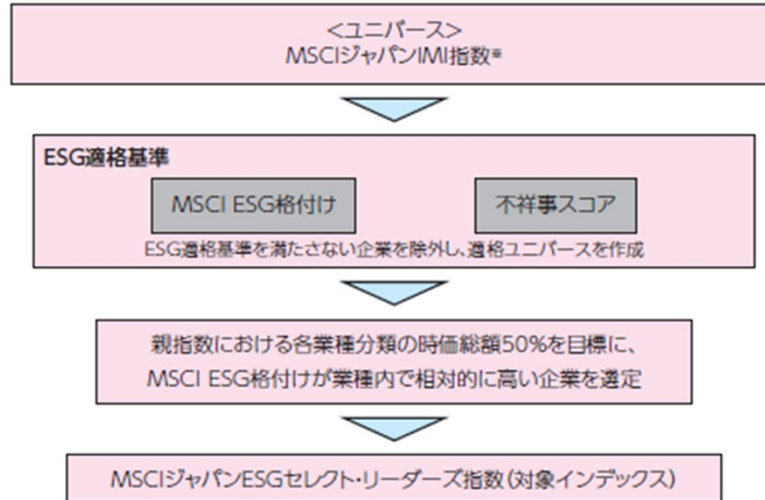 <ユニバース>
MSCIジャパンIMI指数※
ESG適格基準
MSCI ESG格付け
不祥事スコア
ESG適格基準を満たさない企業を除外し、適格ユニバースを作成
親指数における各業種分類の時価総額50%を目標に、
MSCI ESG格付けが業種内で相対的に高い企業を選定
MSCIジャパンESGセレクト・リーダーズ指数(対象インデックス)